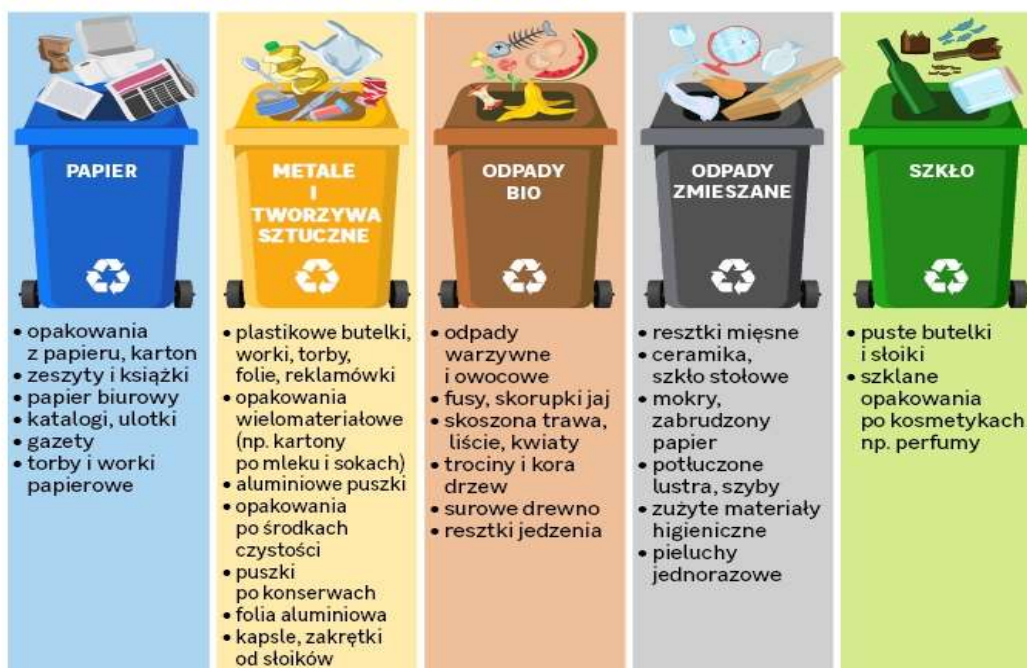 PAPIER
• opakowania
z papieru, karton
• zeszyty i książki
• papier biurowy
• katalogi, ulotki
• gazety
• torby i worki
papierowe
METALE
I
TWORZYWA
SZTUCZNE
• plastikowe butelki,
worki, torby,
folie, reklamówki
• opakowania
wielomateriałowe
(np. kartony
po mleku i sokach)
• aluminiowe puszki
• opakowania
po środkach
czystości
• puszki
po konserwach
• folia aluminiowa
• kapsle, zakrętki
od słoików
ODPADY
BIO
• odpady
warzywne
i owocowe
• fusy, skorupki jaj
• skoszona trawa,
liście, kwiaty
• trociny i kora
drzew
• surowe drewno
• resztki jedzenia
ODPADY
ZMIESZANE
• resztki mięsne
• ceramika,
szkło stołowe
• mokry,
zabrudzony
papier
• potłuczone
lustra, szyby
• zużyte materiały
higieniczne
• pieluchy
jednorazowe
SZKŁO
• puste butelki
i słoiki
• szklane
opakowania
po kosmetykach
np. perfumy